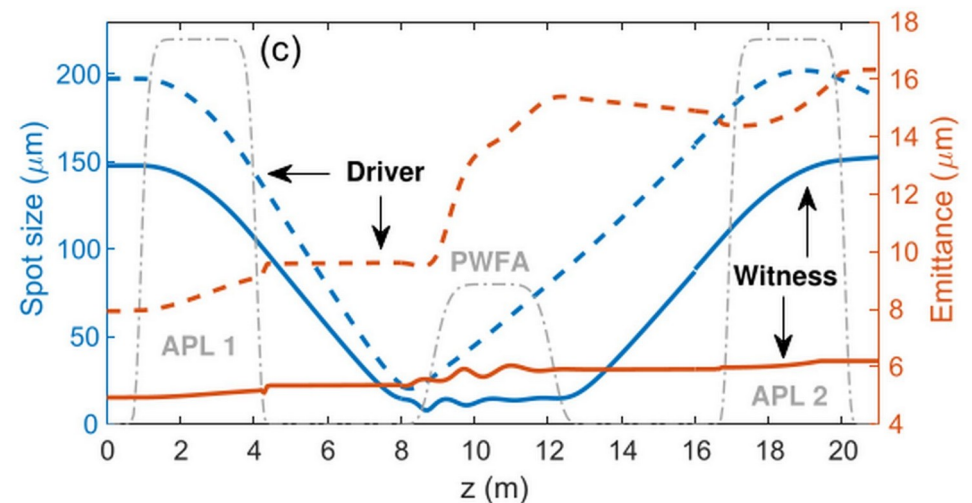 (c)
200
150
100
50
0
Spot size (μm)
18
16
14
12
10
8
6
4
Emittance (μm)
Driver
PWFA
Witness
APL 1
APL 2
0 2 4 6 8 10 12 14 16 18 20
z (m)